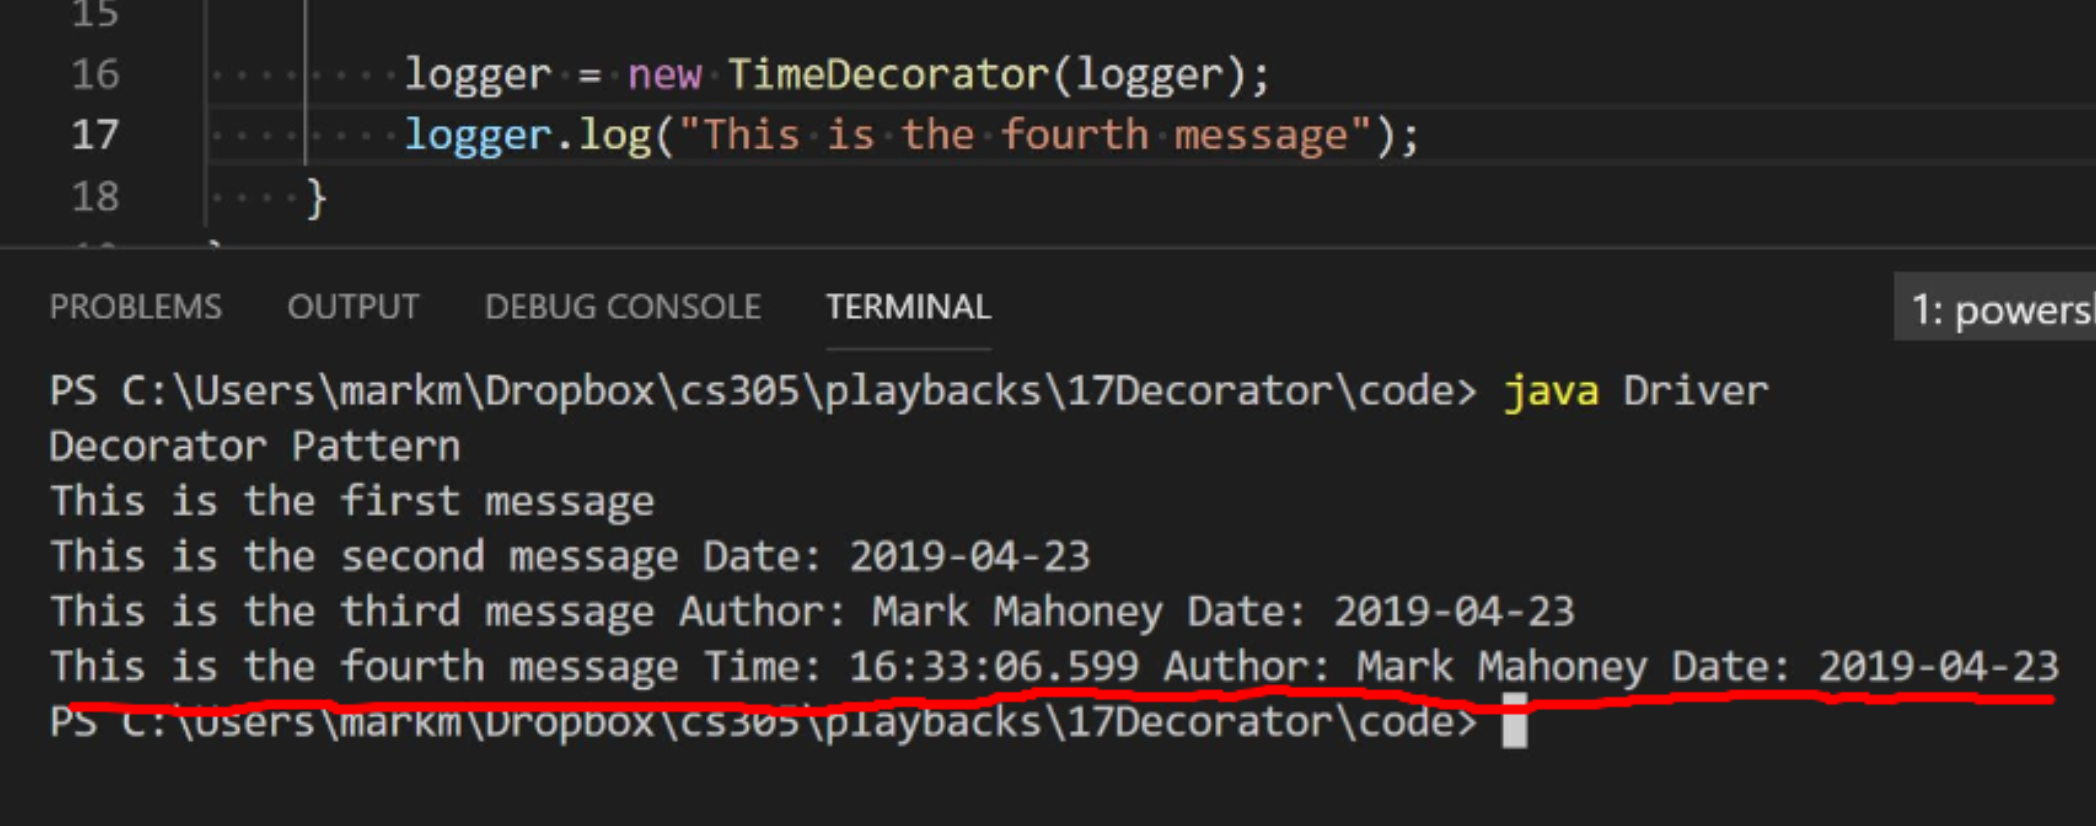 15
16 logger = new TimeDecorator(logger);
17 logger.log("This is the fourth message");
18 }
PROBLEMS OUTPUT DEBUG CONSOLE TERMINAL 1: powers
PS C:\Users\markm\Dropbox\cs305\playbacks\17Decorator\code> java Driver
Decorator Pattern
This is the first message
This is the second message Date: 2019-04-23
This is the third message Author: Mark Mahoney Date: 2019-04-23
This is the fourth message Time: 16:33:06.599 Author: Mark Mahoney Date: 2019-04-23
PS C:\Users\markm\Dropbox\cs305\playbacks\17Decorator\code>